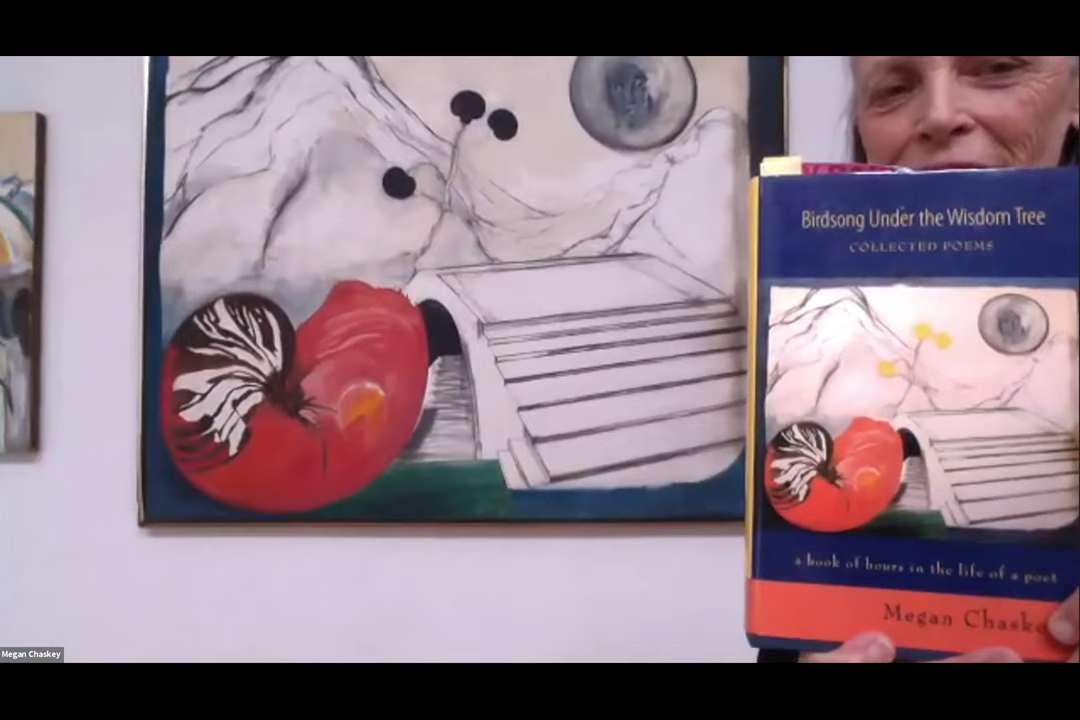 Birdsong Under the Wisdom Tree
COLLECTED POEMS
a book of hours in the life of a poet
Megan Chaske
Megan Chaskey